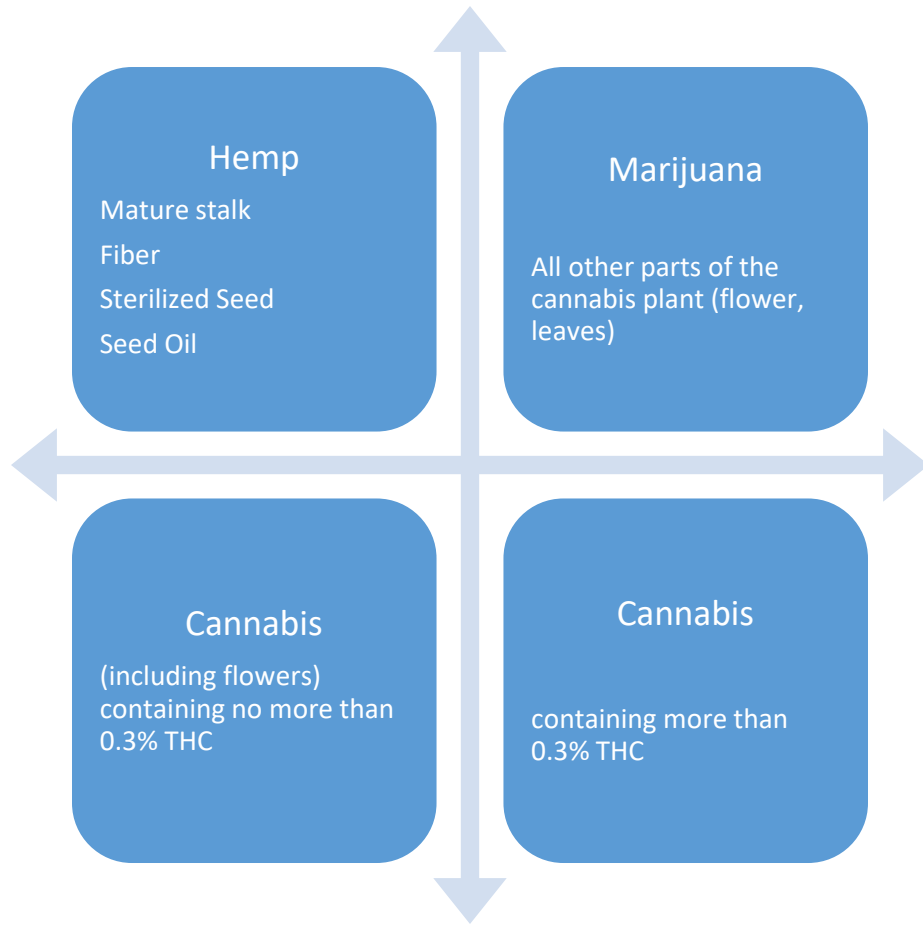 Hemp
Mature stalk
Fiber
Sterilized Seed
Seed Oil
Marijuana
All other parts of the
cannabis plant (flower,
leaves)
Cannabis
(including flowers)
containing no more than
0.3% THC
Cannabis
containing more than
0.3% THC